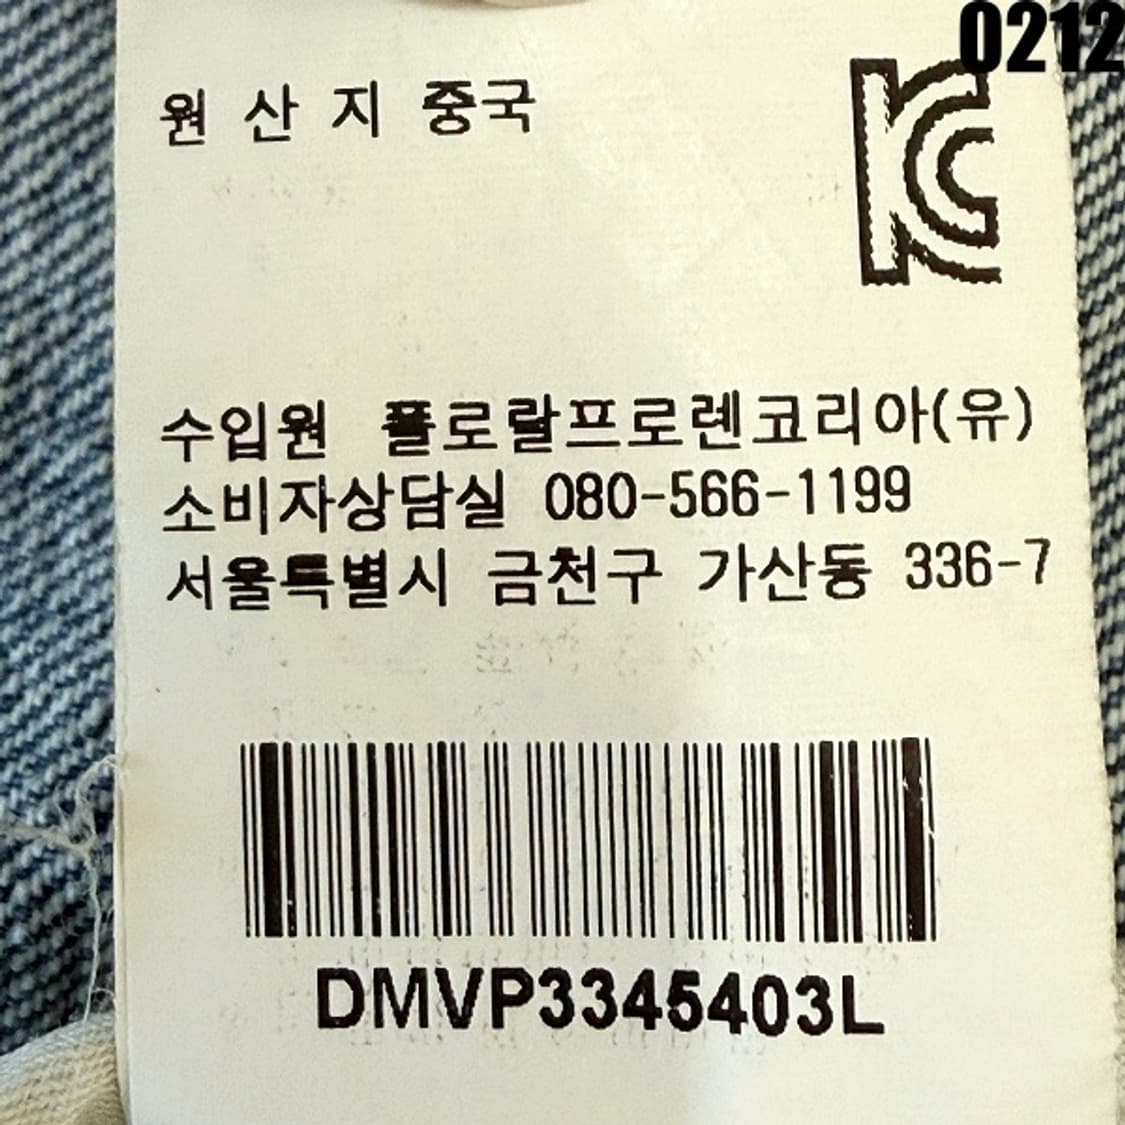 0212
원 산 지 중국
KC
수입원 플로랄프로렌코리아(유)
소비자상담실 080-566-1199
서울특별시 금천구 가산동 336-7
DMVP3345403L